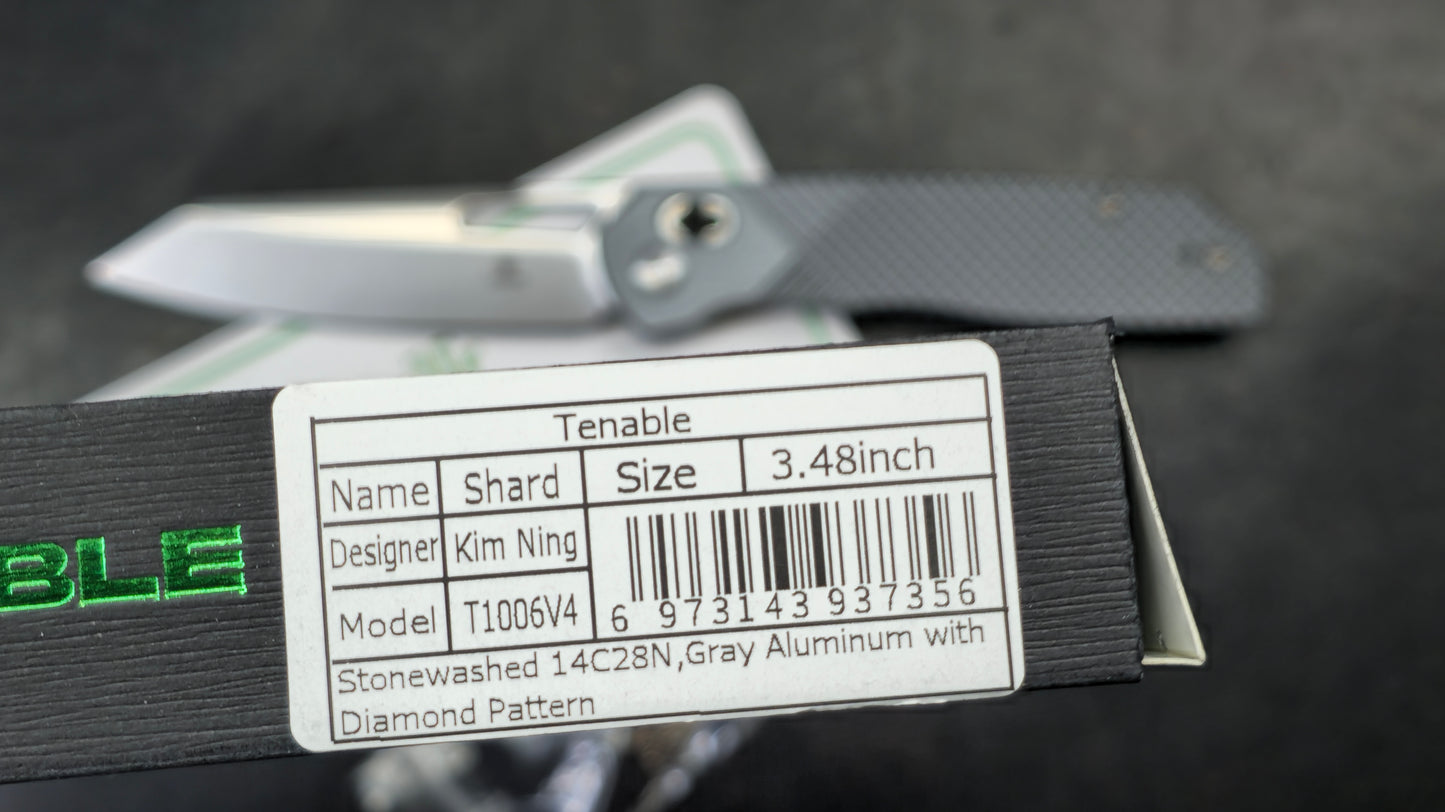 Tenable
Name Shard Size 3.48inch
Designer Kim Ning
Model T1006V4
6 973143 937356
Stonewashed 14C28N,Gray Aluminum with
Diamond Pattern
BLE